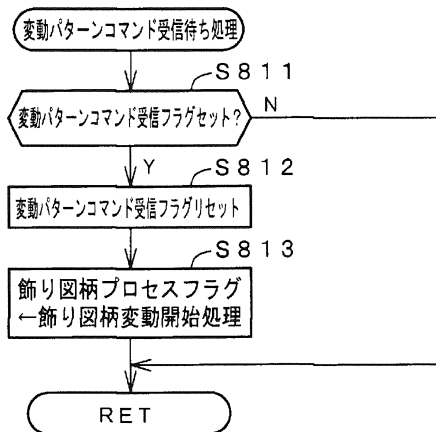 変動パターンコマンド受信待ち処理
S811
変動パターンコマンド受信フラグセット?
N
Y
S812
変動パターンコマンド受信フラグリセット
S813
飾り図柄プロセスフラグ
←飾り図柄変動開始処理
RET